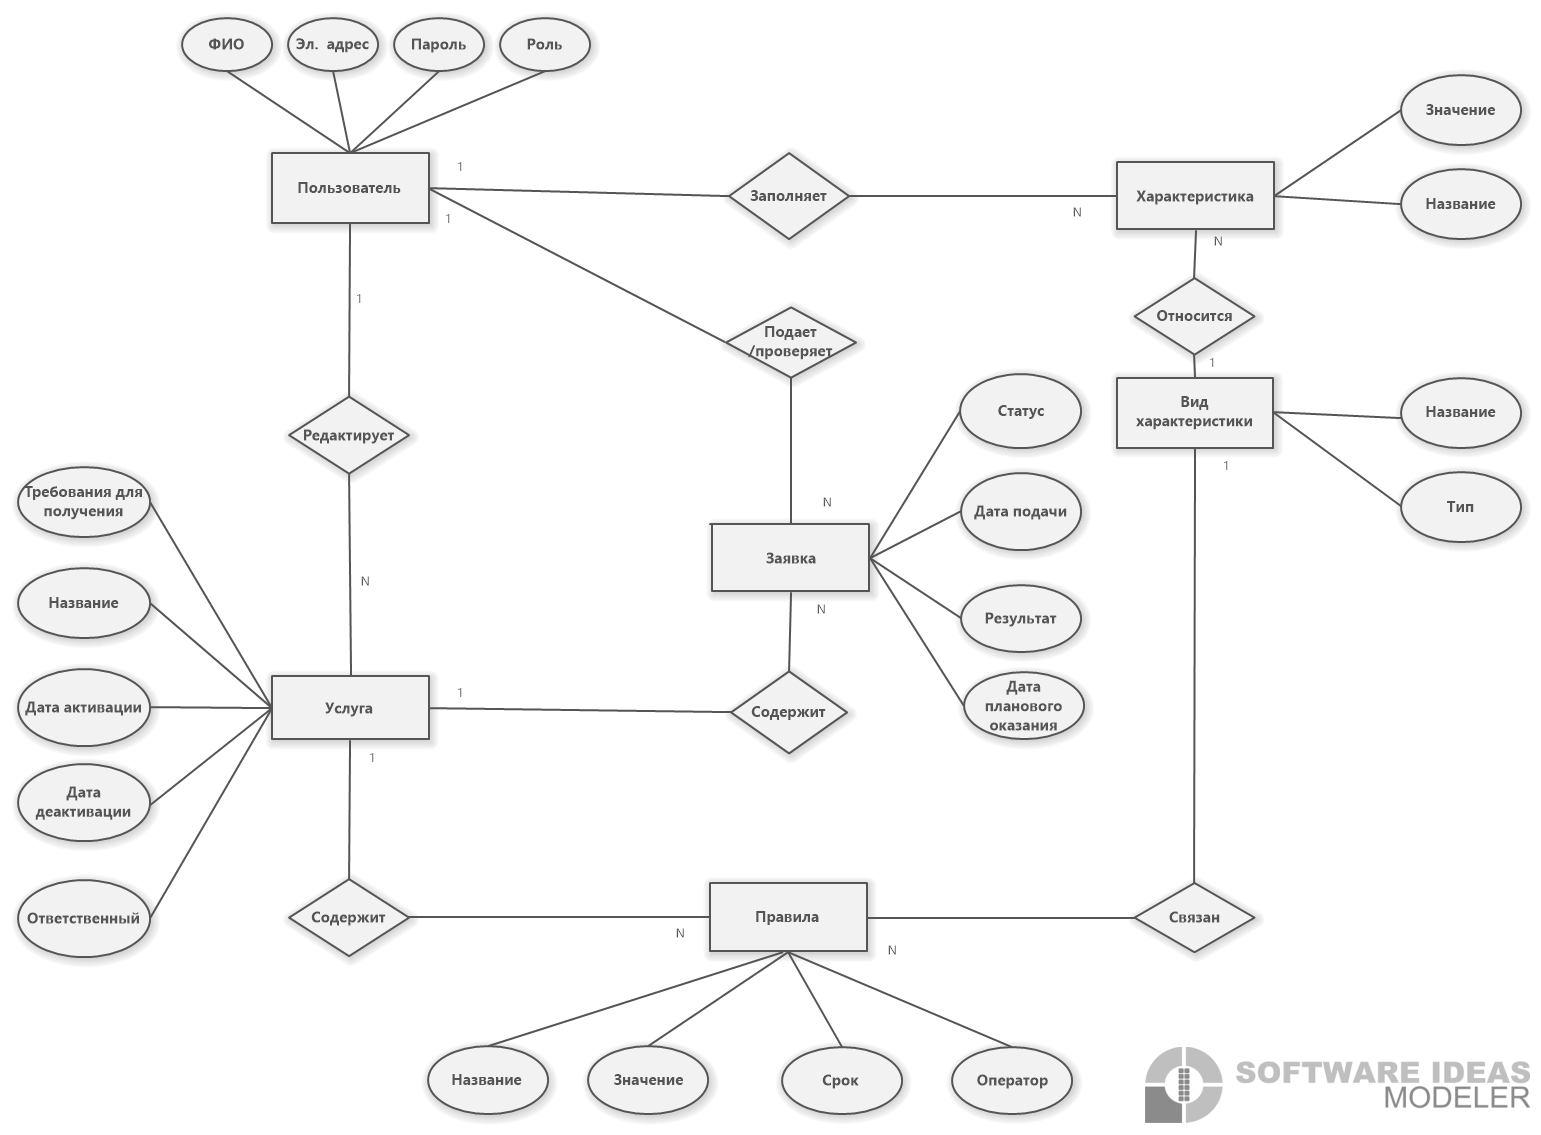 ФИО
Эл. адрес
Пароль
Роль
Значение
Название
Пользователь
1
1
Заполняет
N
Характеристика
N
1
Относится
1
Подает
/проверяет
Вид
характеристики
1
Название
Тип
Редактирует
Статус
Дата подачи
Результат
Дата
планового
оказания
N
Заявка
N
Требования для
получения
Название
Дата активации
Дата
деактивации
Ответственный
N
Услуга
1
1
Содержит
Содержит
N
Правила
N
Связан
Название
Значение
Срок
Оператор
SOFTWARE IDEAS
MODELER